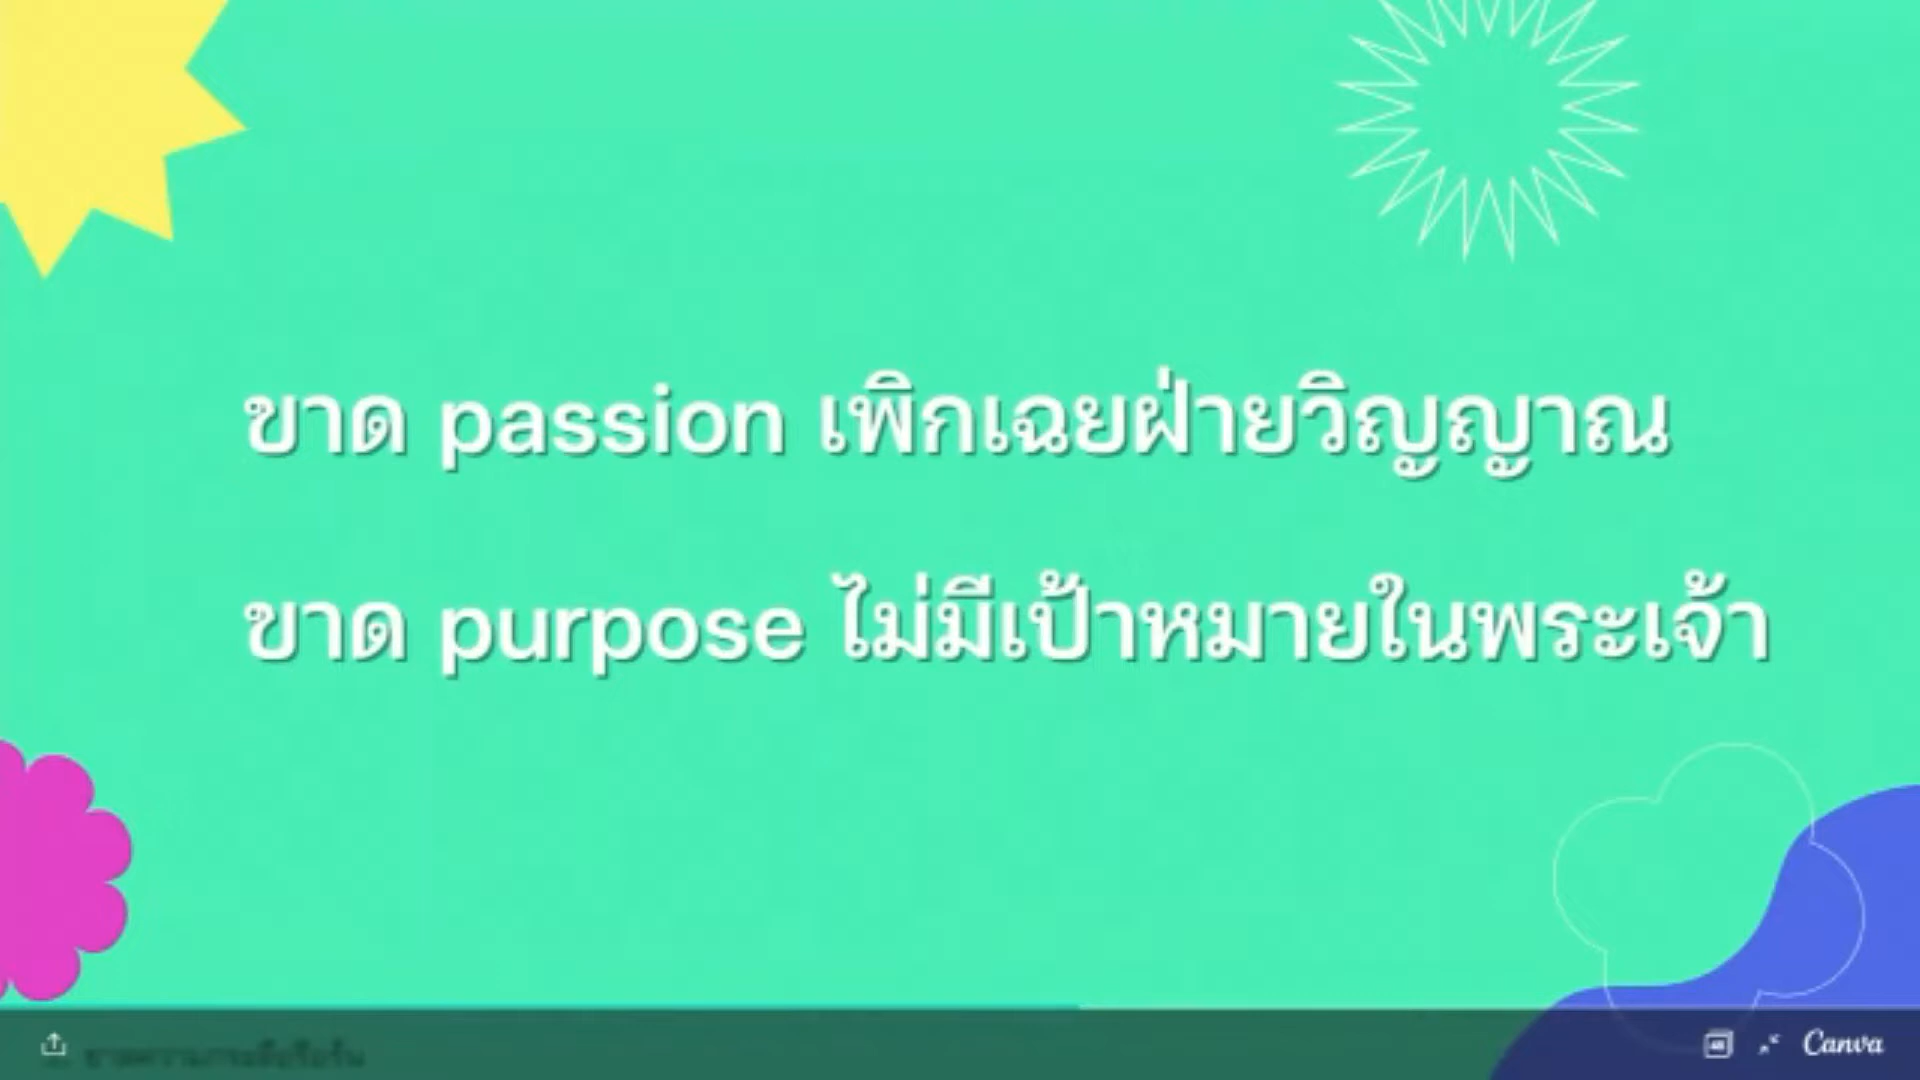 ขาด passion เพิกเฉยฝ่ายวิญญาณ
ขาด purpose ไม่มีเป้าหมายในพระเจ้า
Canva